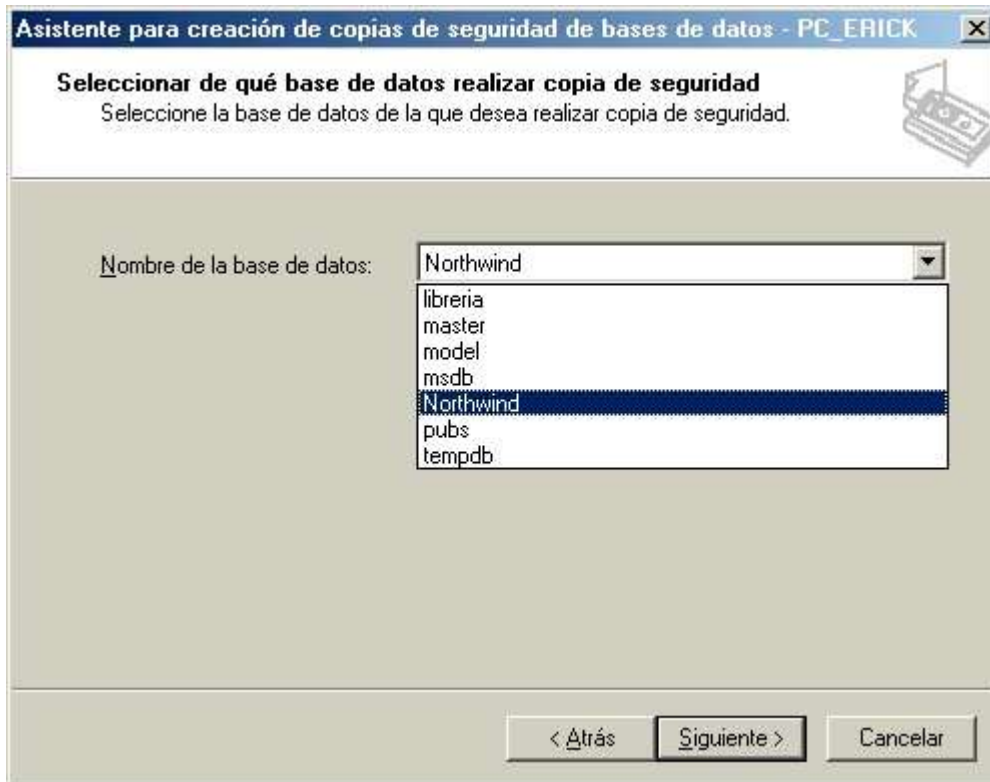 Asistente para creación de copias de seguridad de bases de datos - PC_ERICK
Seleccionar de qué base de datos realizar copia de seguridad
Seleccione la base de datos de la que desea realizar copia de seguridad.
Nombre de la base de datos:
Northwind
libreria
master
model
msdb
Northwind
pubs
tempdb
< Atrás
Siguiente >
Cancelar